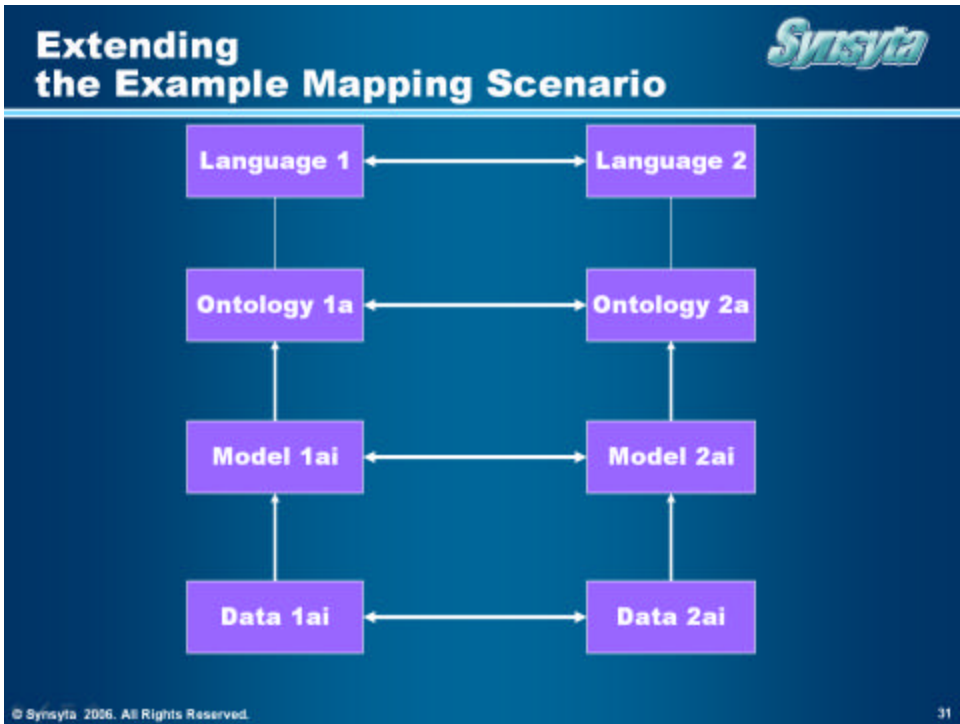 Extending
the Example Mapping Scenario
Synsyta
Language 1
Language 2
Ontology 1a
Ontology 2a
Model 1ai
Model 2ai
Data 1ai
Data 2ai
© Synsyta 2006. All Rights Reserved.
31